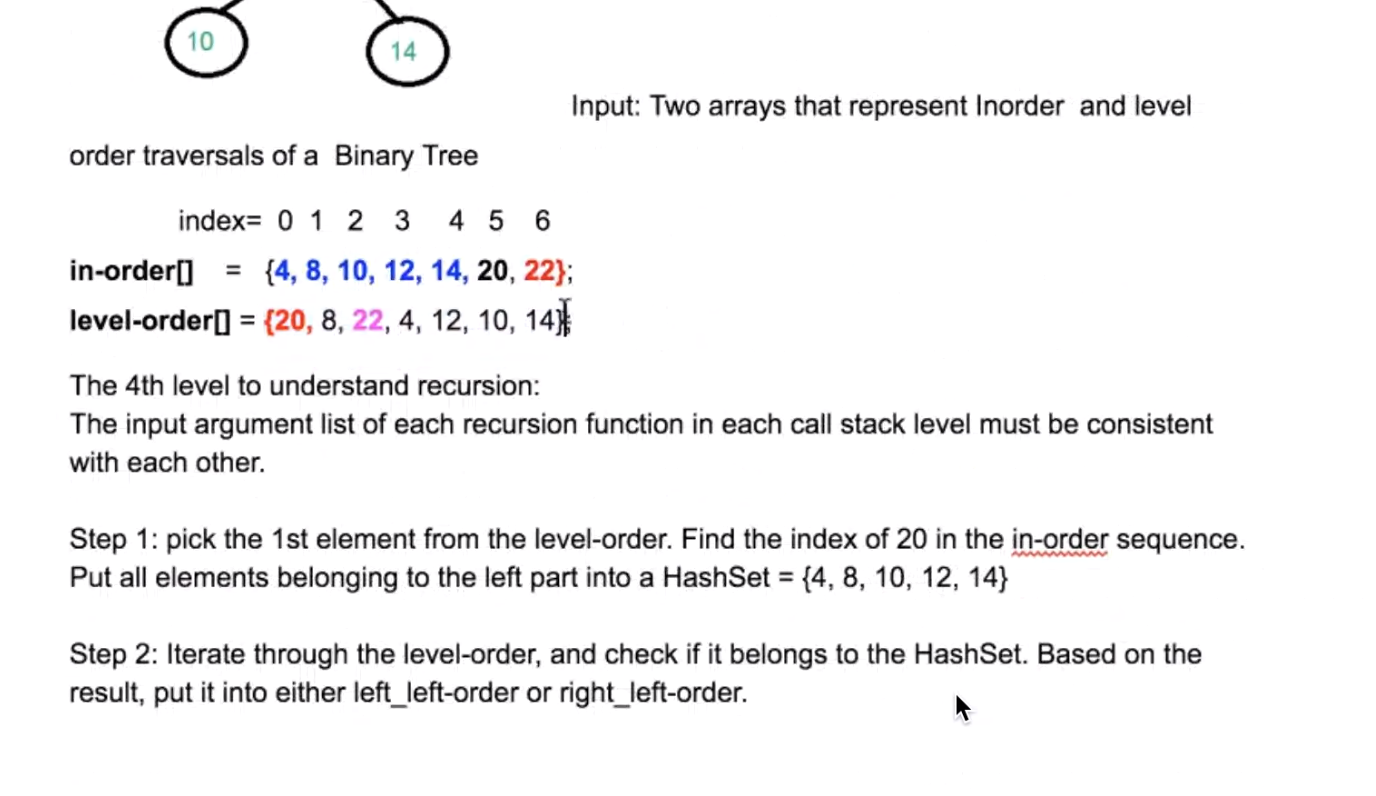 10
14
Input: Two arrays that represent Inorder and level
order traversals of a Binary Tree
index= 0 1 2 3 4 5 6
in-order[] = {4, 8, 10, 12, 14, 20, 22};
level-order[] = {20, 8, 22, 4, 12, 10, 14};
The 4th level to understand recursion:
The input argument list of each recursion function in each call stack level must be consistent
with each other.
Step 1: pick the 1st element from the level-order. Find the index of 20 in the in-order sequence.
Put all elements belonging to the left part into a HashSet = {4, 8, 10, 12, 14}
Step 2: Iterate through the level-order, and check if it belongs to the HashSet. Based on the
result, put it into either left_left-order or right_left-order.